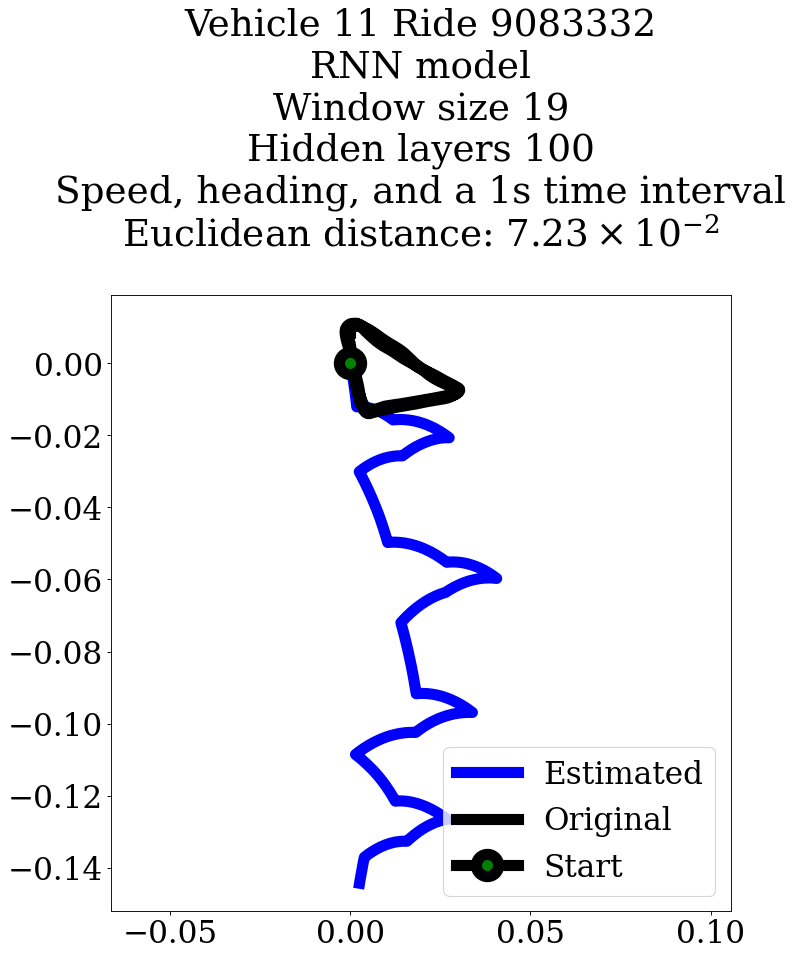 Vehicle 11 Ride 9083332
RNN model
Window size 19
Hidden layers 100
Speed, heading, and a 1s time interval
Euclidean distance: 7.23 × 10⁻²
0.00
−0.02
−0.04
−0.06
−0.08
−0.10
−0.12
−0.14
Estimated
Original
Start
−0.05 0.00 0.05 0.10